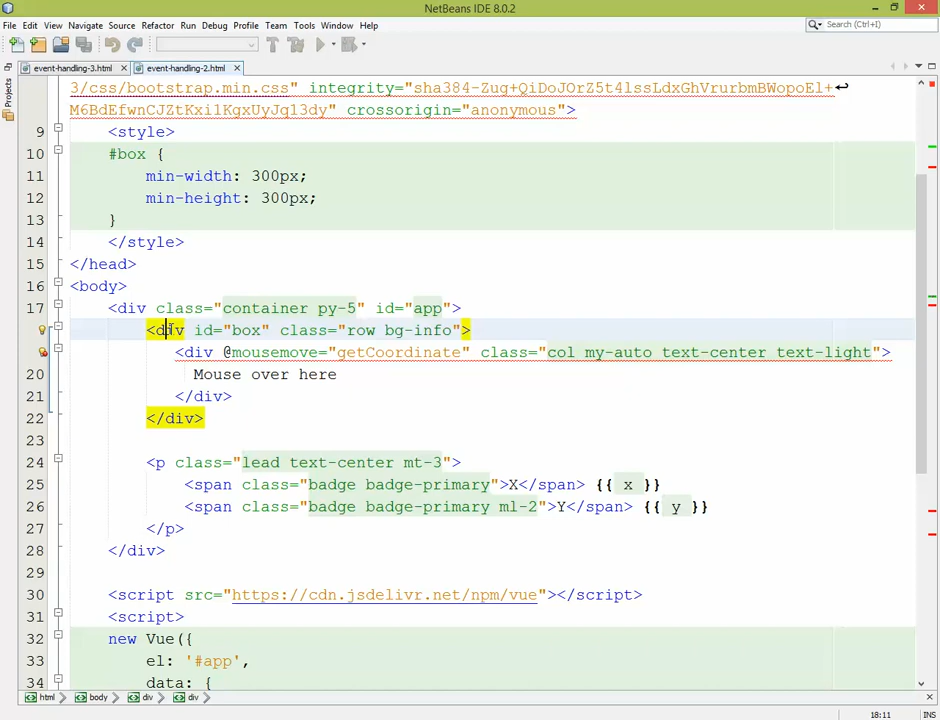 NetBeans IDE 8.0.2
File Edit View Navigate Source Refactor Run Debug Profile Team Tools Window Help
Search (Ctrl+I)
event-handling-3.html event-handling-2.html
Projects
3/css/bootstrap.min.css" integrity="sha384-Zug+QiDoJOrZ5t4lssLdxGhVrurbmBWopoEl+
M6BdEfwnCJZtKxi1KgxUyJq13dy" crossorigin="anonymous">
9 <style>
10 #box {
11 min-width: 300px;
12 min-height: 300px;
13 }
14 </style>
15 </head>
16 <body>
17 <div class="container py-5" id="app">
<div id="box" class="row bg-info">
<div @mousemove="getCoordinate" class="col my-auto text-center text-light">
20 Mouse over here
21 </div>
22 </div>
23
24 <p class="lead text-center mt-3">
25 <span class="badge badge-primary">X</span> {{ x }}
26 <span class="badge badge-primary ml-2">Y</span> {{ y }}
27 </p>
28 </div>
29
30 <script src="https://cdn.jsdelivr.net/npm/vue"></script>
31 <script>
32 new Vue({
33 el: '#app',
34 data: {
html body div div
18:11 INS